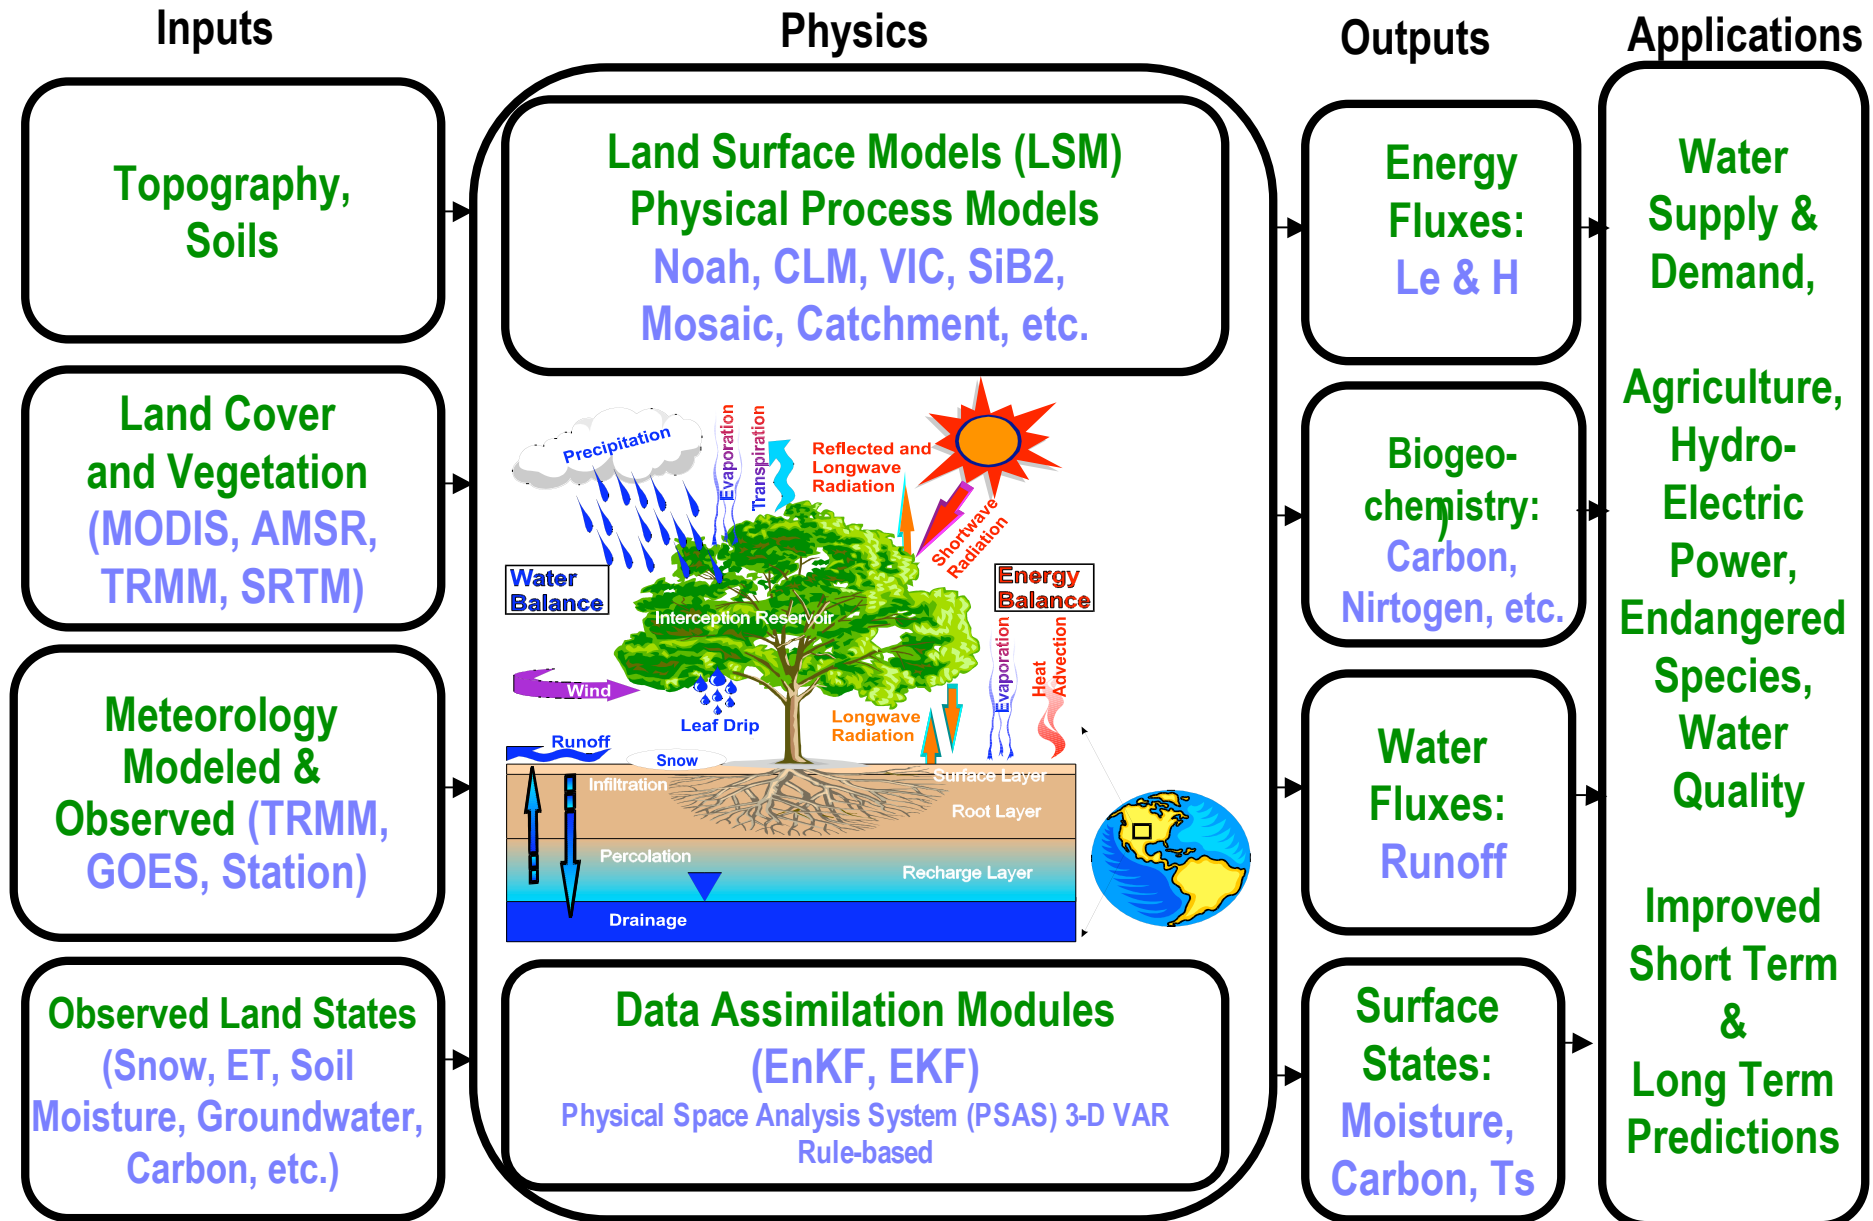 Inputs
Physics
Outputs
Applications
Topography,
Soils
Land Cover
and Vegetation
(MODIS, AMSR,
TRMM, SRTM)
Meteorology
Modeled &
Observed (TRMM,
GOES, Station)
Observed Land States
(Snow, ET, Soil
Moisture, Groundwater,
Carbon, etc.)
Land Surface Models (LSM)
Physical Process Models
Noah, CLM, VIC, SiB2,
Mosaic, Catchment, etc.
Precipitation
Evaporation
Transpiration
Reflected and
Longwave
Radiation
Shortwave
Radiation
Water
Balance
Energy
Balance
Interception Reservoir
Wind
Leaf Drip
Longwave
Radiation
Evaporation
Heat
Advection
Runoff
Snow
Infiltration
Surface Layer
Root Layer
Percolation
Recharge Layer
Drainage
Data Assimilation Modules
(EnKF, EKF)
Physical Space Analysis System (PSAS) 3-D VAR
Rule-based
Energy
Fluxes:
Le & H
Biogeo-
chemistry:
)
Carbon,
Nirtogen, etc.
Water
Fluxes:
Runoff
Surface
States:
Moisture,
Carbon, Ts
Water
Supply &
Demand,
Agriculture,
Hydro-
Electric
Power,
Endangered
Species,
Water
Quality
Improved
Short Term
&
Long Term
Predictions